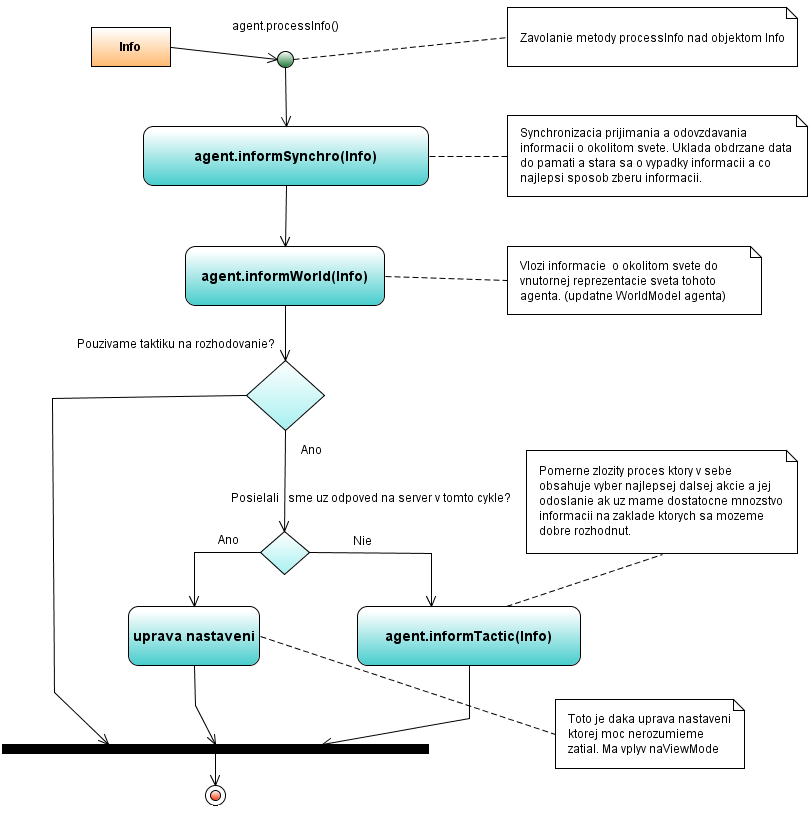 agent.processInfo()
Info
Zavolanie metody processInfo nad objektom Info
agent.informSynchro(Info)
Synchronizacia prijimania a odovzdavania
informacii o okolitom svete. Uklada obdrzane data
do pamati a stara sa o vypadky informacii a co
najlepsi sposob zberu informacii.
agent.informWorld(Info)
Vlozi informacie o okolitom svete do
vnutornej reprezentacie sveta tohoto
agenta. (updatne WorldModel agenta)
Pouzivame taktiku na rozhodovanie?
Ano
Posielali sme uz odpoved na server v tomto cykle?
Pomerne zlozity proces ktory v sebe
obsahuje vyber najlepsej dalsej akcie a jej
odoslanie ak uz mame dostatocne mnozstvo
informacii na zaklade ktorych sa mozeme
dobre rozhodnut.
Ano
Nie
uprava nastaveni
agent.informTactic(Info)
Toto je daka uprava nastaveni
ktorej moc nerozumieme
zatial. Ma vplyv naViewMode